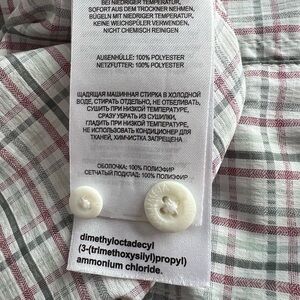 BEI NIEDRIGER TEMPERATUR,
SOFORT AUS DEM TROCKNER NEHMEN,
BÜGELN MIT NIEDRIGER TEMPERATUR,
KEINE WEICHSPÜLER VERWENDEN,
NICHT CHEMISCH REINIGEN
AUßENHÜLLE: 100% POLYESTER
NETZFUTTER: 100% POLYESTER
ЩАДЯЩАЯ МАШИННАЯ СТИРКА В ХОЛОДНОЙ
ВОДЕ, СТИРАТЬ ОТДЕЛЬНО, НЕ ОТБЕЛИВАТЬ,
СУШИТЬ ПРИ НИЗКОЙ ТЕМПЕРАТУРЕ,
СРАЗУ УБРАТЬ ИЗ СУШИЛКИ,
ГЛАДИТЬ ПРИ НИЗКОЙ ТЕМПЕРАТУРЕ,
НЕ ИСПОЛЬЗОВАТЬ КОНДИЦИОНЕР ДЛЯ
ТКАНЕЙ, ХИМЧИСТКА ЗАПРЕЩЕНА
ОБОЛОЧКА: 100% ПОЛИЭФИР
СЕТЧАТЫЙ ПОДКЛАД: 100% ПОЛИЭФИР
dimethyloctadecyl
(3-(trimethoxysilyl)propyl)
ammonium chloride.